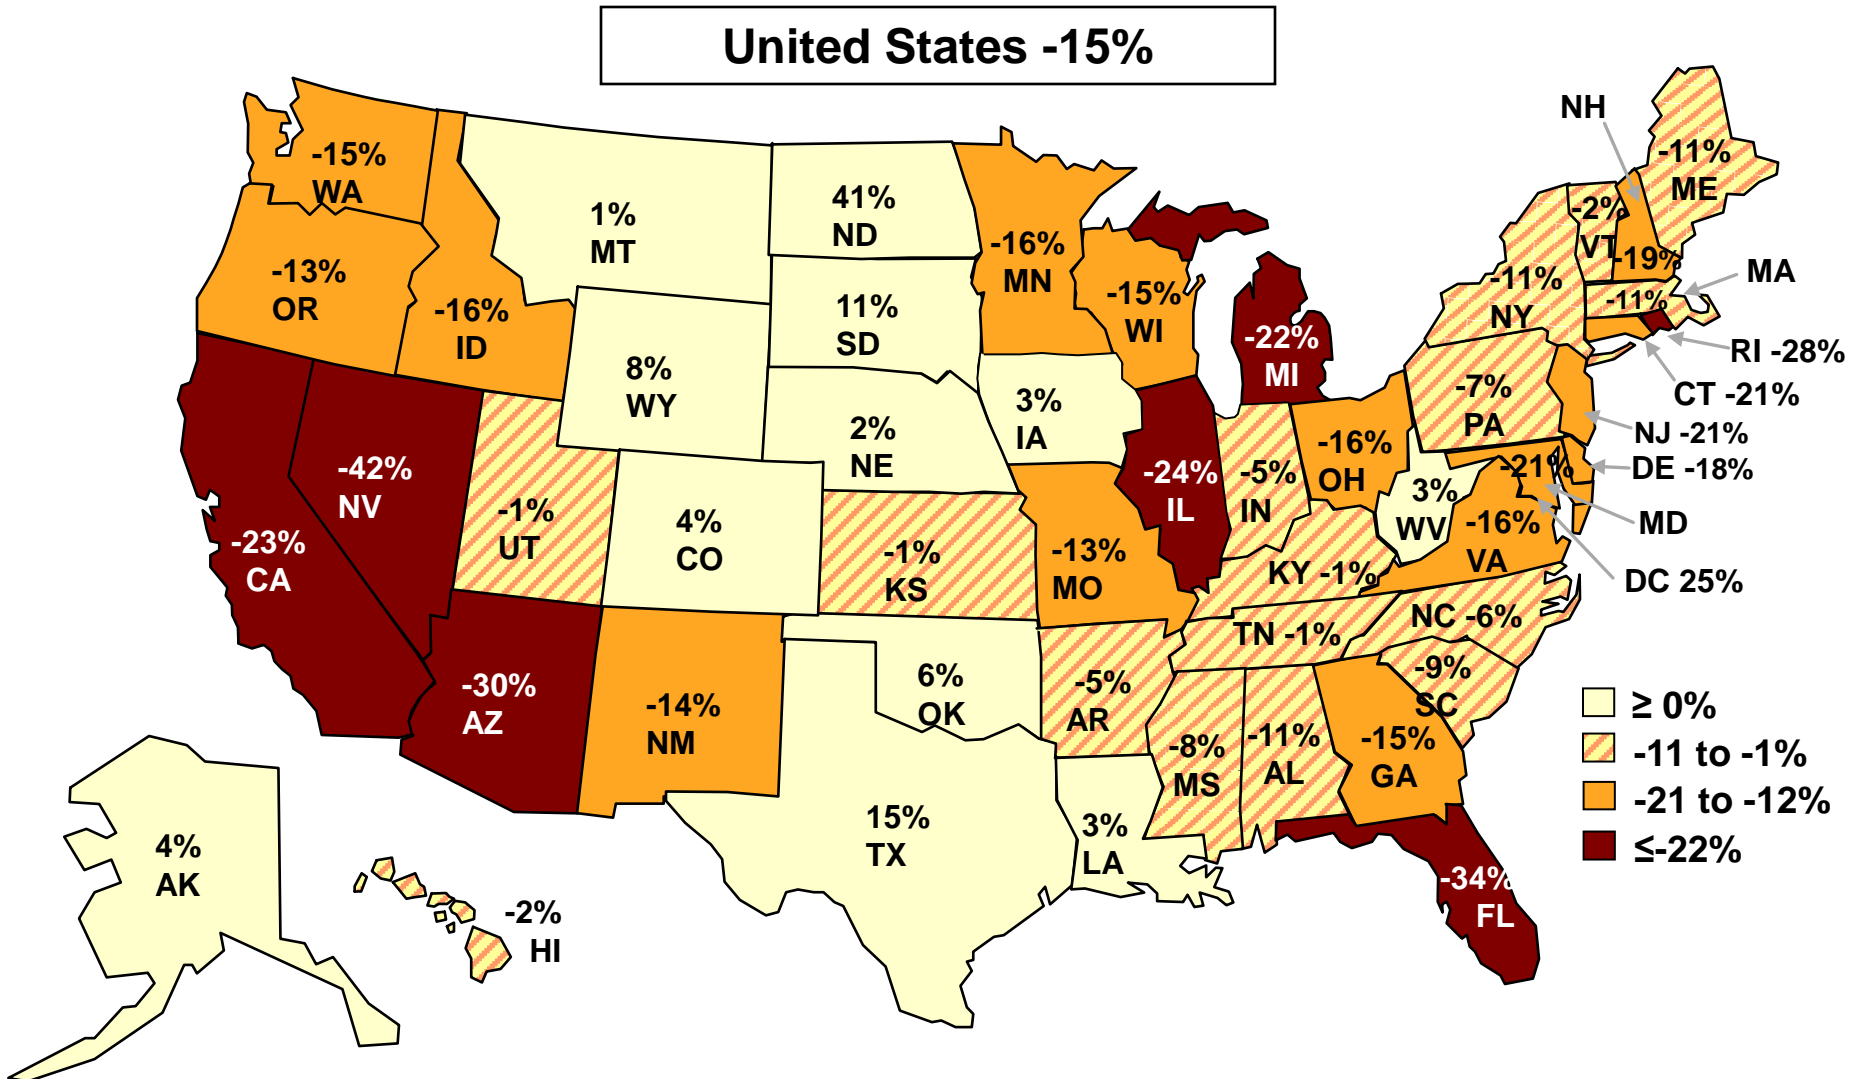 United States -15%
-15%
WA
-13%
OR
-16%
ID
1%
MT
41%
ND
11%
SD
8%
WY
2%
NE
-16%
MN
-15%
WI
3%
IA
-22%
MI
-24%
IL
-5%
IN
-16%
OH
-7%
PA
-11%
NY
-2%
VT
NH
-19%
-11%
ME
-11%
MA
RI -28%
CT -21%
NJ -21%
DE -18%
-21%
MD
DC 25%
3%
WV
-16%
VA
KY -1%
TN -1%
NC -6%
-9%
SC
-42%
NV
-23%
CA
-1%
UT
4%
CO
-1%
KS
-13%
MO
-30%
AZ
-14%
NM
6%
OK
-5%
AR
-8%
MS
-11%
AL
-15%
GA
15%
TX
3%
LA
-34%
FL
4%
AK
-2%
HI
≥ 0%
-11 to -1%
-21 to -12%
≤-22%